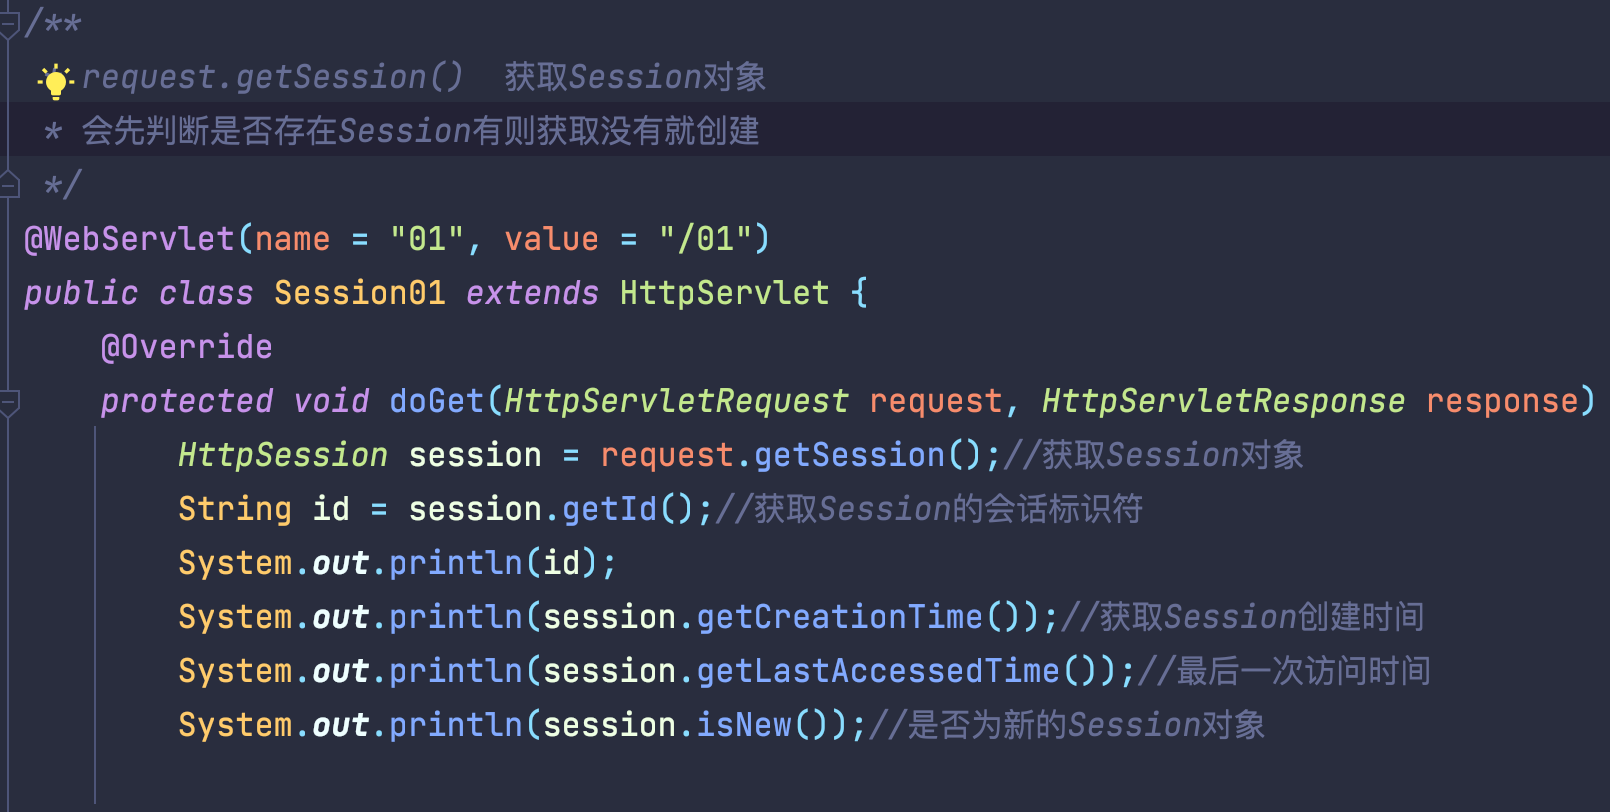 /**
request.getSession()  获取Session对象
* 会先判断是否存在Session有则获取没有就创建
*/
@WebServlet(name = "01", value = "/01")
public class Session01 extends HttpServlet {
@Override
protected void doGet(HttpServletRequest request, HttpServletResponse response)
HttpSession session = request.getSession();//获取Session对象
String id = session.getId();//获取Session的会话标识符
System.out.println(id);
System.out.println(session.getCreationTime());//获取Session创建时间
System.out.println(session.getLastAccessedTime());//最后一次访问时间
System.out.println(session.isNew());//是否为新的Session对象